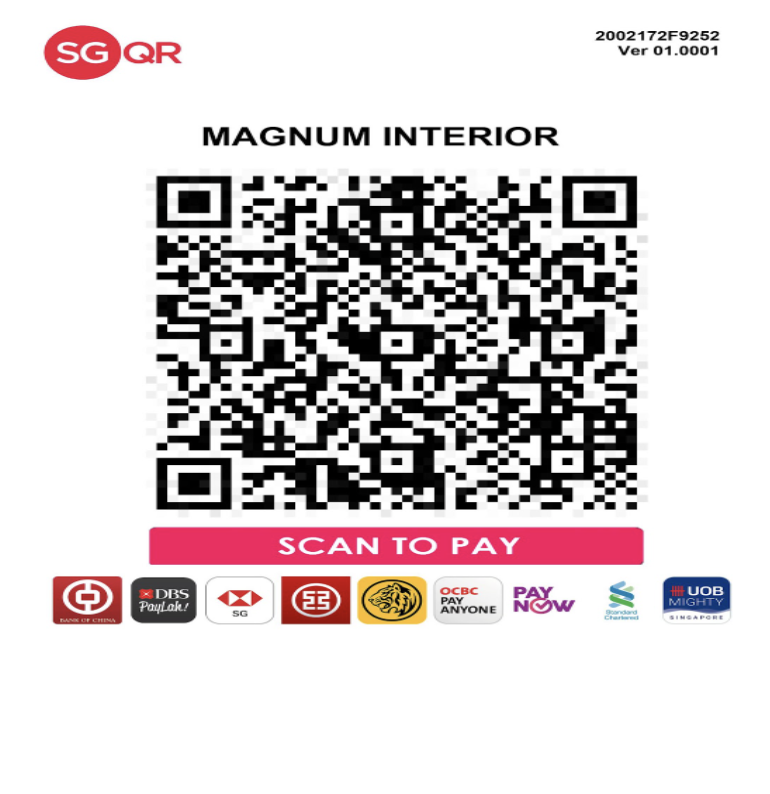 SG QR
2002172F9252
Ver 01.0001
MAGNUM INTERIOR
SCAN TO PAY
BANK OF CHINA
DBS
PayLah!
SG
OCBC
PAY
ANYONE
PAY
NOW
Standard
Chartered
UOB
MIGHTY
SINGAPORE